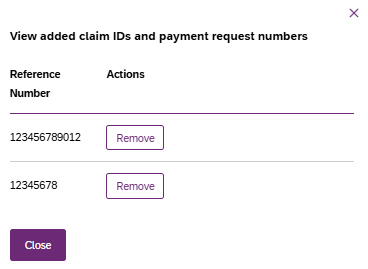 View added claim IDs and payment request numbers
Reference Actions
Number
123456789012 Remove
12345678 Remove
Close